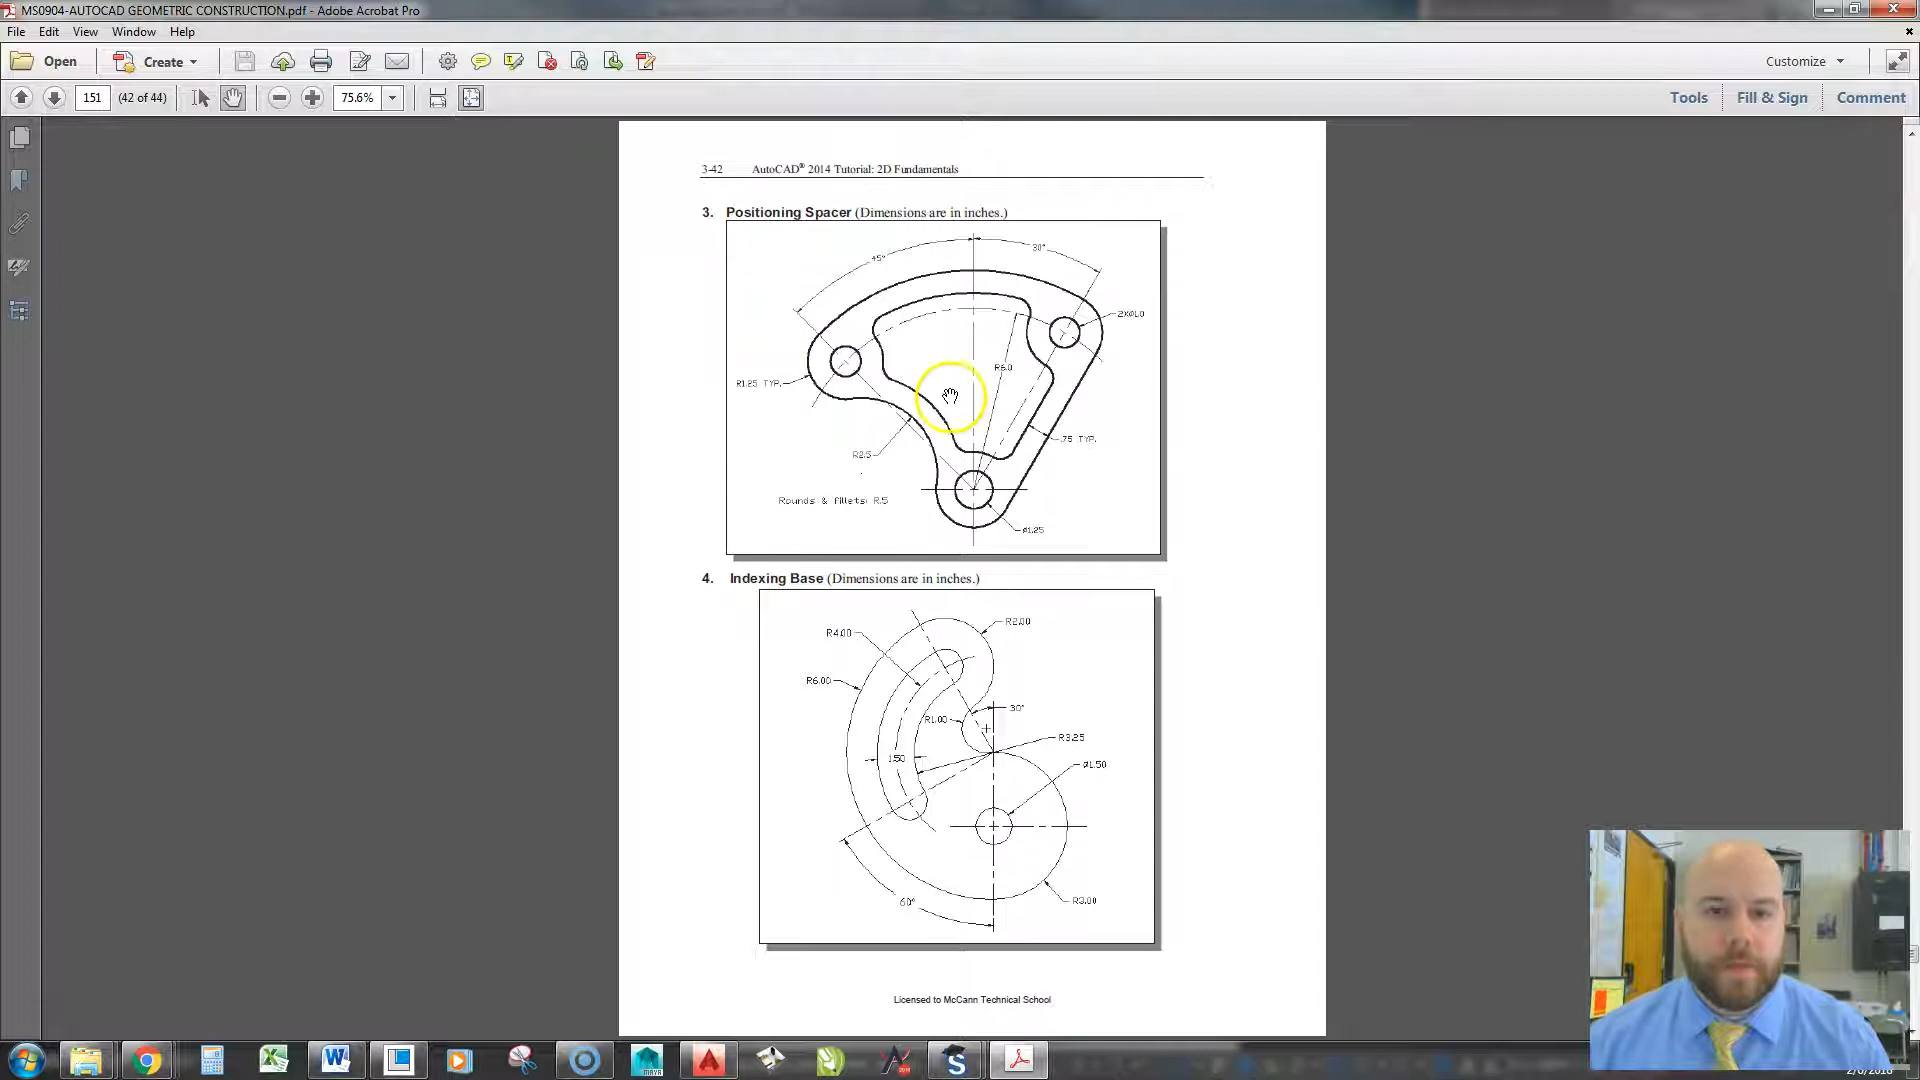 MS0904-AUTOCAD GEOMETRIC CONSTRUCTION.pdf - Adobe Acrobat Pro
File Edit View Window Help
Open Create Customize
151 (42 of 44) 75.6% Tools Fill & Sign Comment
3-42 AutoCAD® 2014 Tutorial: 2D Fundamentals
3. Positioning Spacer (Dimensions are in inches.)
45° 30°
2XØ1.0
R6.0
R1.25 TYP.
.75 TYP.
R2.5
Rounds & fillets: R.5
Ø1.25
4. Indexing Base (Dimensions are in inches.)
R4.00 R2.00
R6.00
R1.00 30°
R3.25
1.50 Ø1.50
60° R3.00
Licensed to McCann Technical School